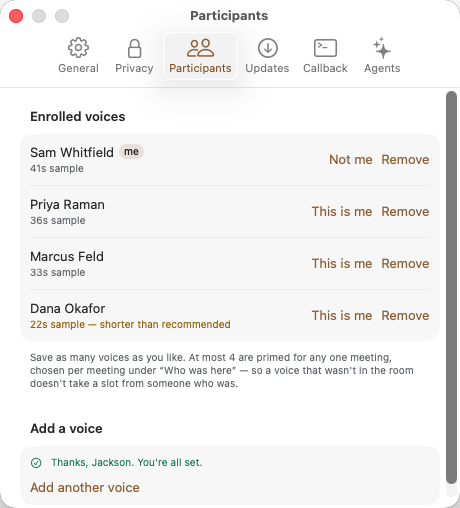 Participants
General
Privacy
Participants
Updates
Callback
Agents
Enrolled voices
Sam Whitfield me
41s sample
Not me Remove
Priya Raman
36s sample
This is me Remove
Marcus Feld
33s sample
This is me Remove
Dana Okafor
22s sample — shorter than recommended
This is me Remove
Save as many voices as you like. At most 4 are primed for any one meeting,
chosen per meeting under “Who was here” — so a voice that wasn't in the room
doesn't take a slot from someone who was.
Add a voice
Thanks, Jackson. You're all set.
Add another voice